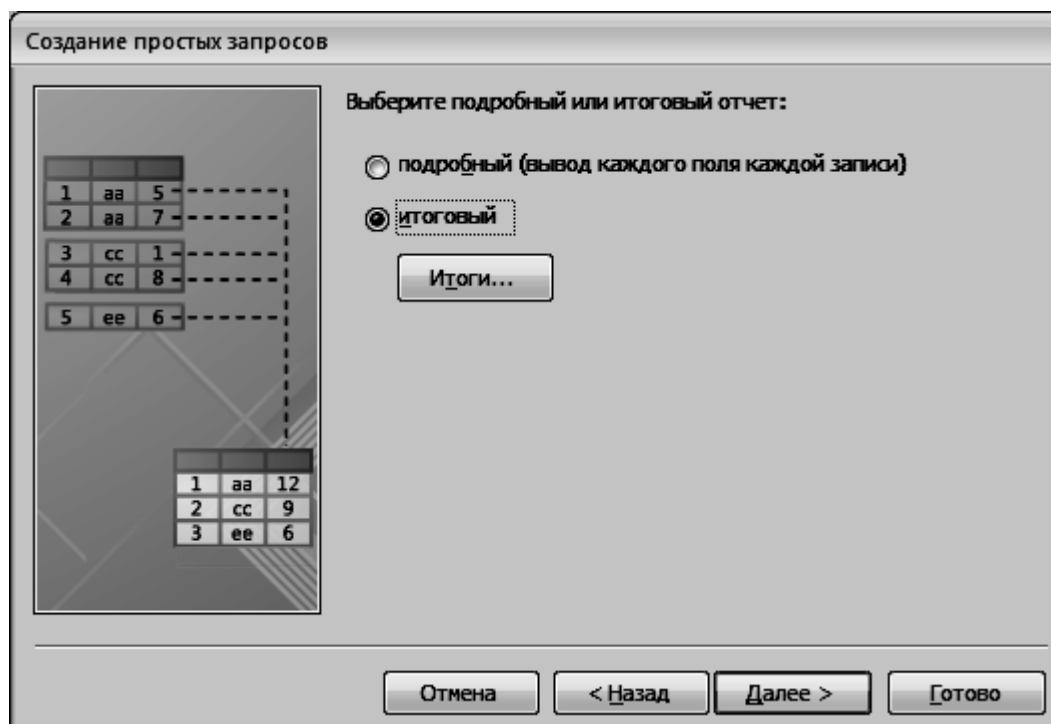 Создание простых запросов
Выберите подробный или итоговый отчет:
подробный (вывод каждого поля каждой записи)
итоговый
Итоги...
1 aa 5
2 aa 7
3 cc 1
4 cc 8
5 ee 6
1 aa 12
2 cc 9
3 ee 6
Отмена
< Назад
Далее >
Готово